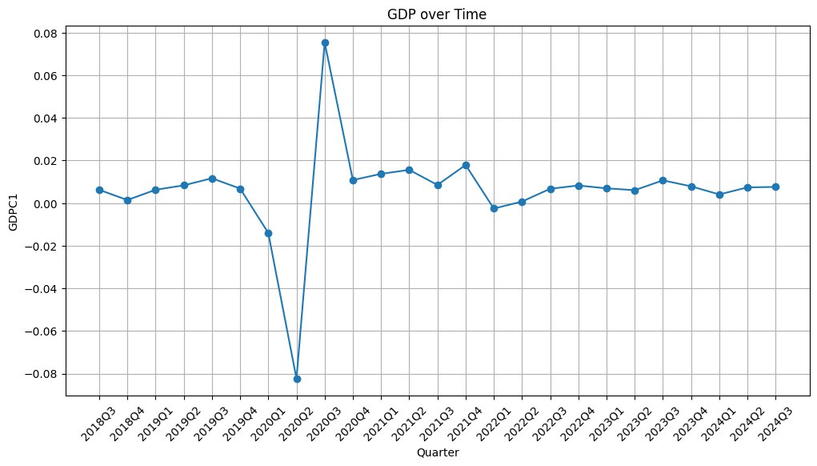 GDP over Time
0.08
0.06
0.04
0.02
0.00
−0.02
−0.04
−0.06
−0.08
GDPC1
2018Q3
2018Q4
2019Q1
2019Q2
2019Q3
2019Q4
2020Q1
2020Q2
2020Q3
2020Q4
2021Q1
2021Q2
2021Q3
2021Q4
2022Q1
2022Q2
2022Q3
2022Q4
2023Q1
2023Q2
2023Q3
2023Q4
2024Q1
2024Q2
2024Q3
Quarter